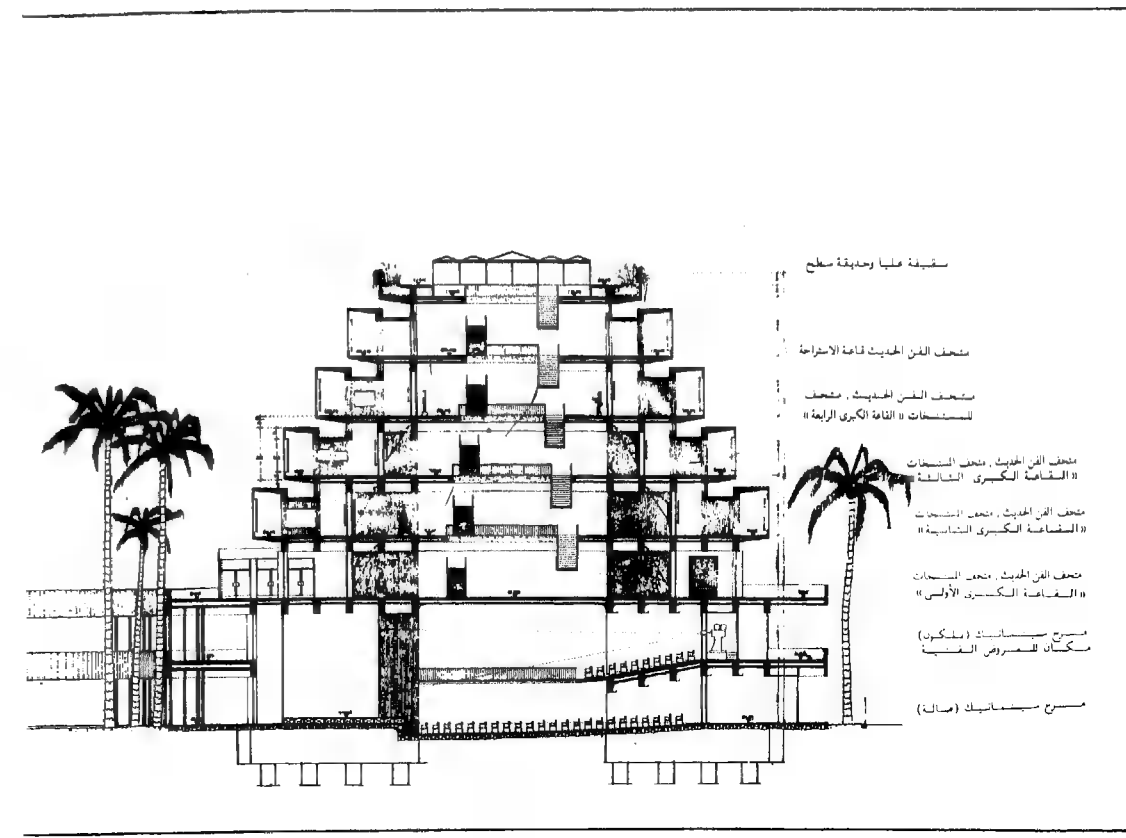 سقيفة عليا وحديقة سطح
متحف الفن الحديث قاعة الاستراحة
متحف الفن الحديث , متحف
للمستنسخات « القاعة الكبرى الرابعة »
متحف الفن الحديث , متحف المستنسخات
« القاعة الكبرى الثالثة »
متحف الفن الحديث , متحف المستنسخات
« القاعة الكبرى الثانية »
متحف الفن الحديث , متحف المستنسخات
« القاعة الكبرى الأولى »
مسرح سينماتيك (بلكون)
مكان للعروض الفنية
مسرح سينماتيك (صالة)